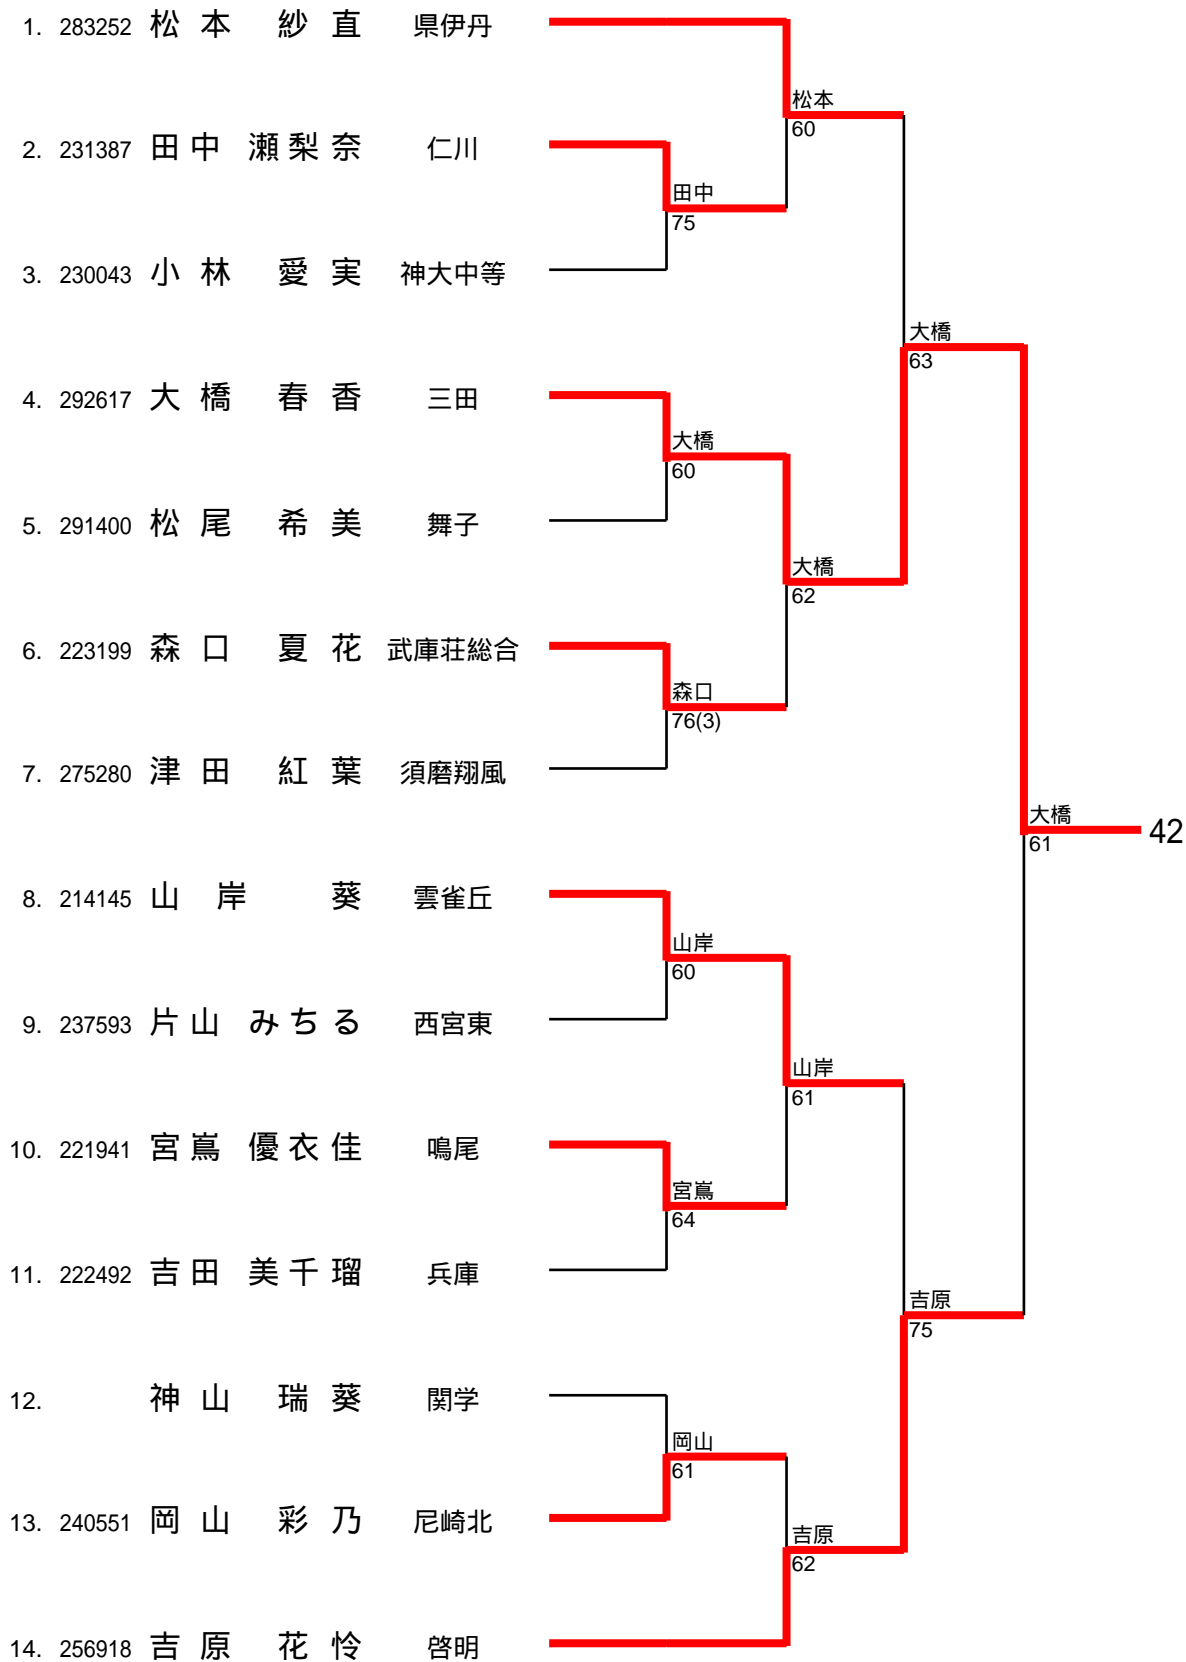 1. 283252 松本 紗直 県伊丹
松本
60
2. 231387 田中 瀬梨奈 仁川
田中
75
3. 230043 小林 愛実 神大中等
大橋
63
4. 292617 大橋 春香 三田
大橋
60
5. 291400 松尾 希美 舞子
大橋
62
6. 223199 森口 夏花 武庫荘総合
森口
76(3)
7. 275280 津田 紅葉 須磨翔風
大橋
61
42
8. 214145 山岸 葵 雲雀丘
山岸
60
9. 237593 片山 みちる 西宮東
山岸
61
10. 221941 宮嶌 優衣佳 鳴尾
宮嶌
64
11. 222492 吉田 美千瑠 兵庫
吉原
75
12. 神山 瑞葵 関学
岡山
61
13. 240551 岡山 彩乃 尼崎北
吉原
62
14. 256918 吉原 花怜 啓明